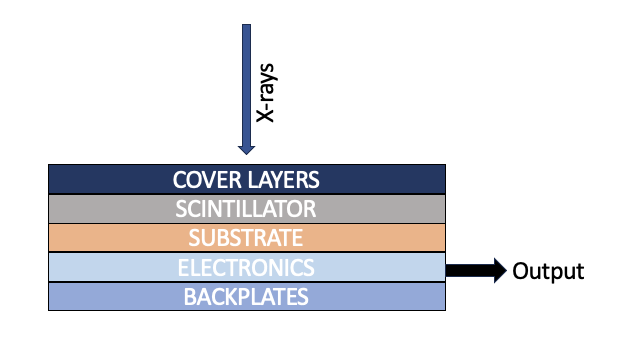 X-rays
COVER LAYERS
SCINTILLATOR
SUBSTRATE
ELECTRONICS
Output
BACKPLATES